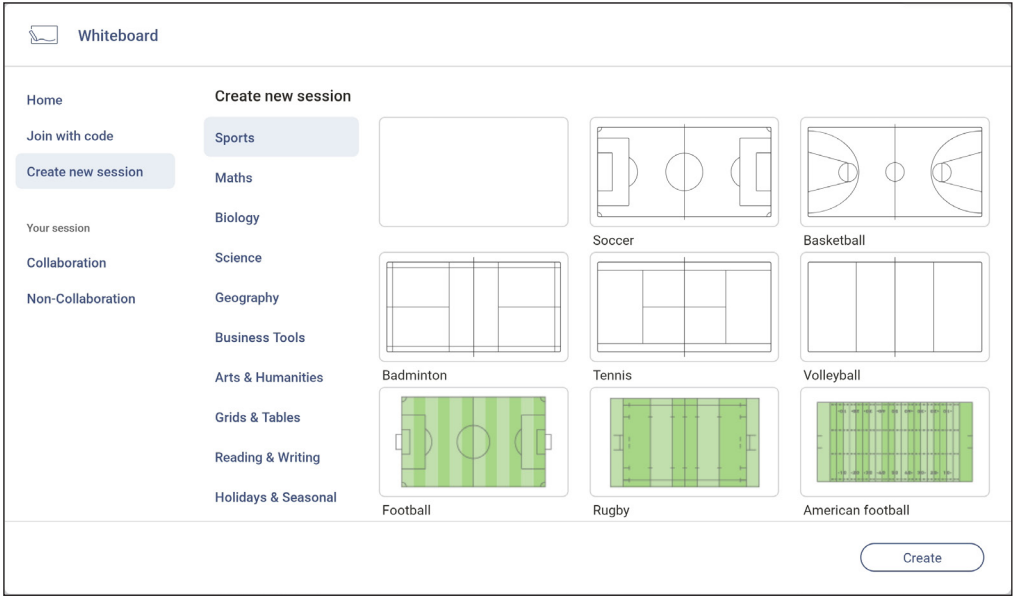 Whiteboard
Home
Join with code
Create new session
Your session
Collaboration
Non-Collaboration
Create new session
Sports
Maths
Biology
Science
Geography
Business Tools
Arts & Humanities
Grids & Tables
Reading & Writing
Holidays & Seasonal
Soccer
Basketball
Badminton
Tennis
Volleyball
Football
Rugby
American football
Create